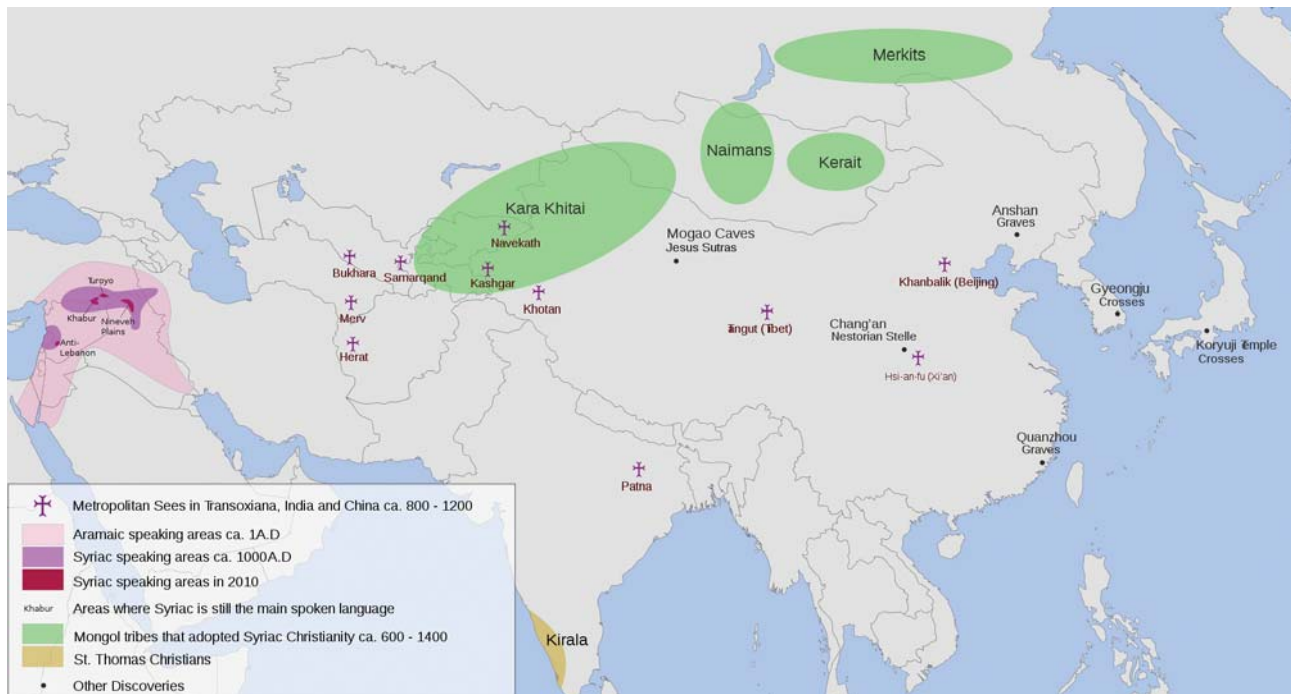 Merkits
Naimans
Kerait
Kara Khitai
Navekath
Anshan
Graves
Mogao Caves
Jesus Sutras
Bukhara
Samarqand
Kashgar
Khanbalik (Beijing)
Turoyo
Khabur
Nineveh
Plains
Anti-
Lebanon
Merv
Khotan
Gyeongju
Crosses
Tangut (Tibet)
Chang'an
Nestorian Stelle
Herat
Koryuji Temple
Crosses
Hsi-an-fu (Xi'an)
Quanzhou
Graves
Patna
Kirala
Metropolitan Sees in Transoxiana, India and China ca. 800 - 1200
Aramaic speaking areas ca. 1A.D
Syriac speaking areas ca. 1000A.D
Syriac speaking areas in 2010
Khabur Areas where Syriac is still the main spoken language
Mongol tribes that adopted Syriac Christianity ca. 600 - 1400
St. Thomas Christians
Other Discoveries